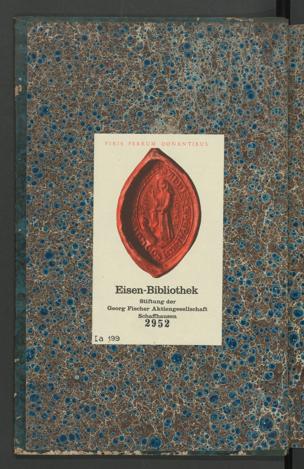 VIRIS FERRUM DONANTIBUS
Eisen-Bibliothek
Stiftung der
Georg Fischer Aktiengesellschaft
Schaffhausen
2952
Ia 199